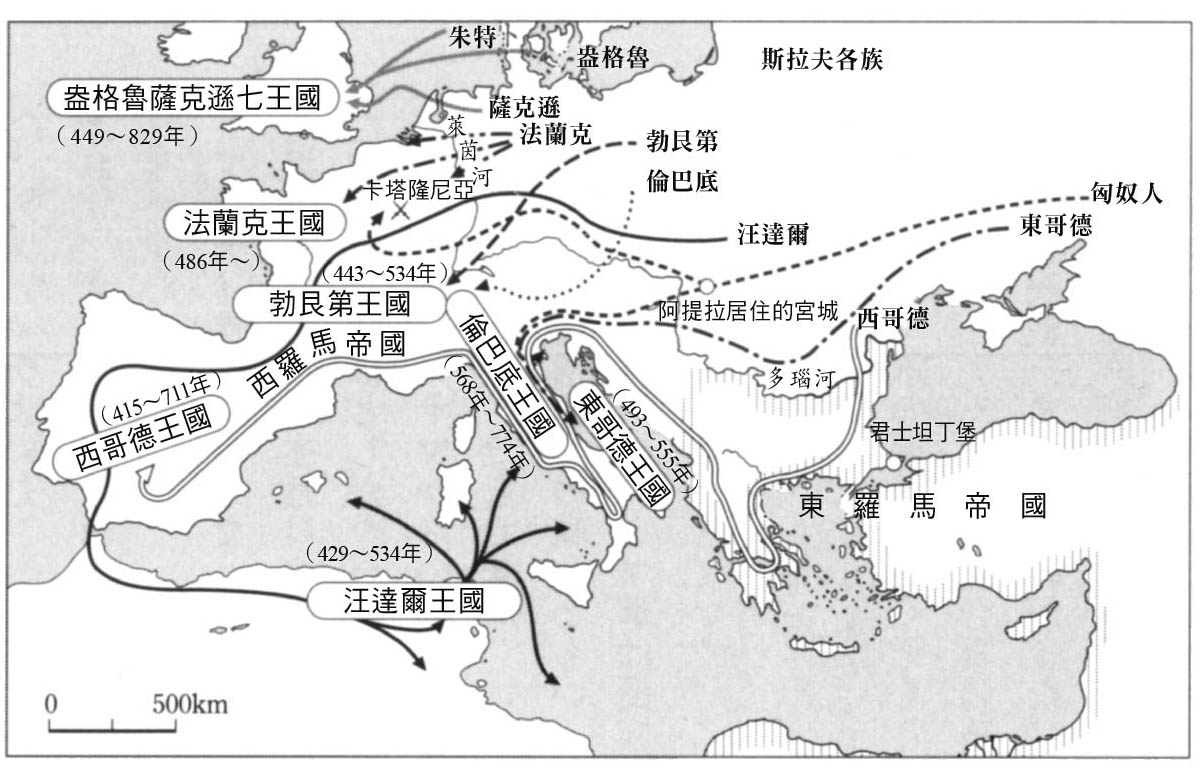 朱特
盎格魯
斯拉夫各族
盎格魯薩克遜七王國
（449～829年）
薩克遜
萊茵河
法蘭克
勃艮第
倫巴底
卡塔隆尼亞
匈奴人
東哥德
汪達爾
法蘭克王國
（486年～）
（443～534年）
勃艮第王國
阿提拉居住的宮城
西哥德
西羅馬帝國
倫巴底王國
（568年～774年）
多瑙河
（415～711年）
西哥德王國
東哥德王國
（493～555年）
君士坦丁堡
東羅馬帝國
（429～534年）
汪達爾王國
0 500km